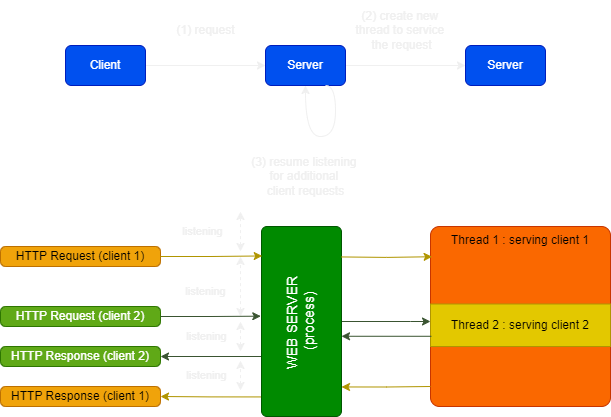 (1) request
(2) create new
thread to service
the request
Client
Server
Server
(3) resume listening
for additional
client requests
listening
HTTP Request (client 1)
listening
HTTP Request (client 2)
listening
HTTP Response (client 2)
listening
HTTP Response (client 1)
WEB SERVER
(process)
Thread 1 : serving client 1
Thread 2 : serving client 2